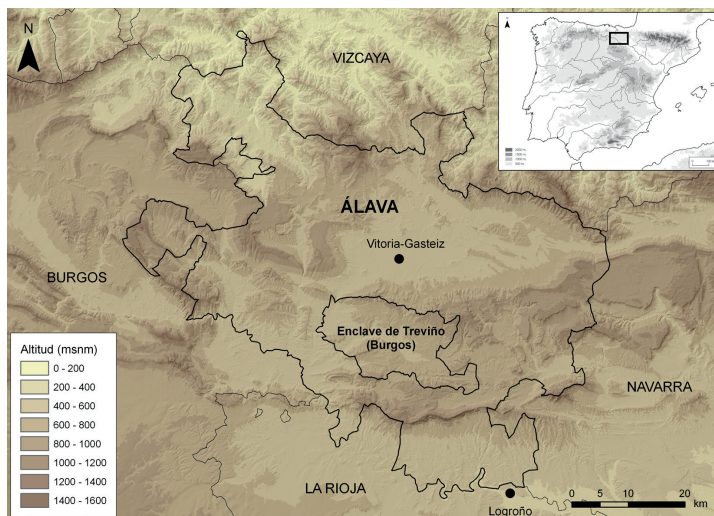 N
VIZCAYA
ÁLAVA
Vitoria-Gasteiz
BURGOS
Enclave de Treviño
(Burgos)
NAVARRA
LA RIOJA
Logroño
Altitud (msnm)
0 - 200
200 - 400
400 - 600
600 - 800
800 - 1000
1000 - 1200
1200 - 1400
1400 - 1600
0 5 10 20
km